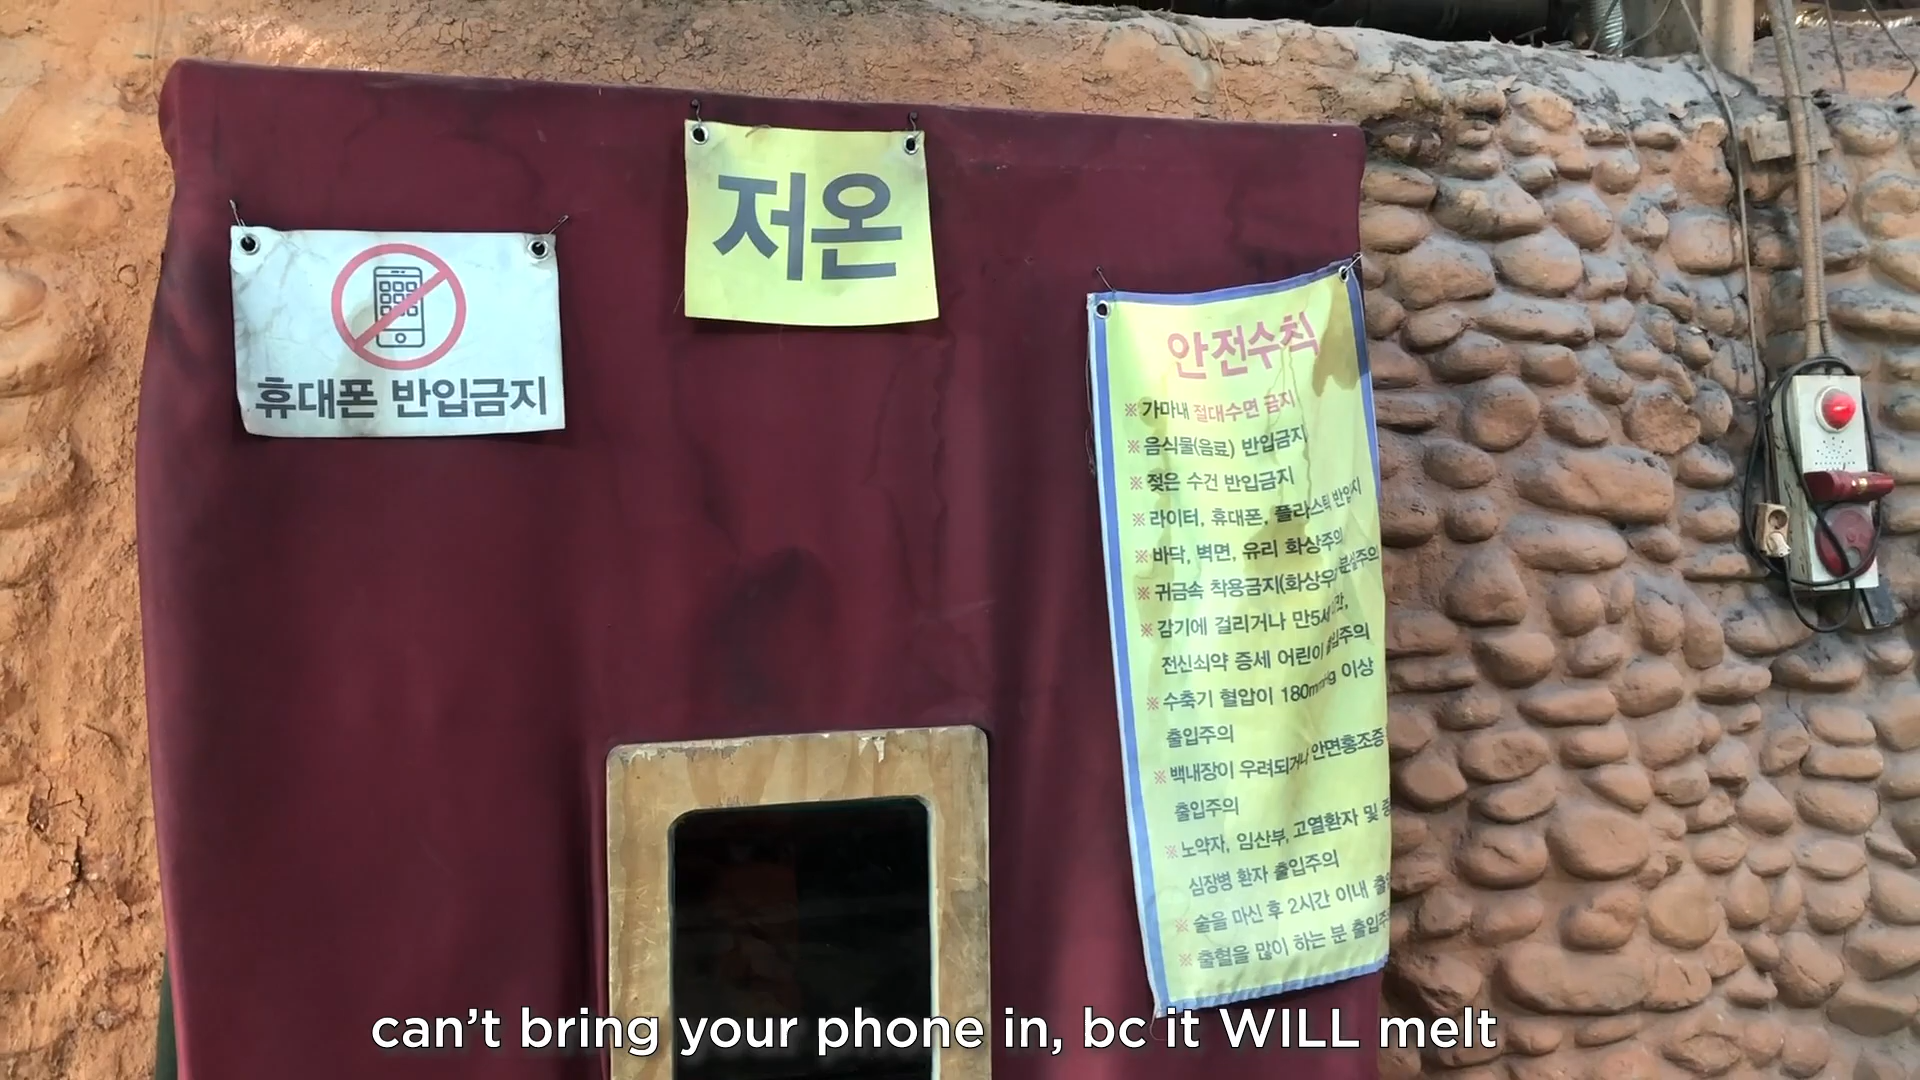 저온
휴대폰 반입금지
안전수칙
※ 가마내 절대수면 금지
※ 음식물(음료) 반입금지
※ 젖은 수건 반입금지
※ 라이터, 휴대폰, 플라스틱 반입
※ 바닥, 벽면, 유리 화상주의
※ 귀금속 착용금지(화상우려 분실주의
※ 감기에 걸리거나 만5세
전신쇠약 증세 어린이 출입주의
※ 수축기 혈압이 180mmHg 이상
출입주의
※ 백내장이 우려되거나 안면홍조증
출입주의
※ 노약자, 임산부, 고열환자 및
심장병 환자 출입주의
※ 술을 마신 후 2시간 이내
※ 출혈을 많이 하는 분
can't bring your phone in, bc it WILL melt